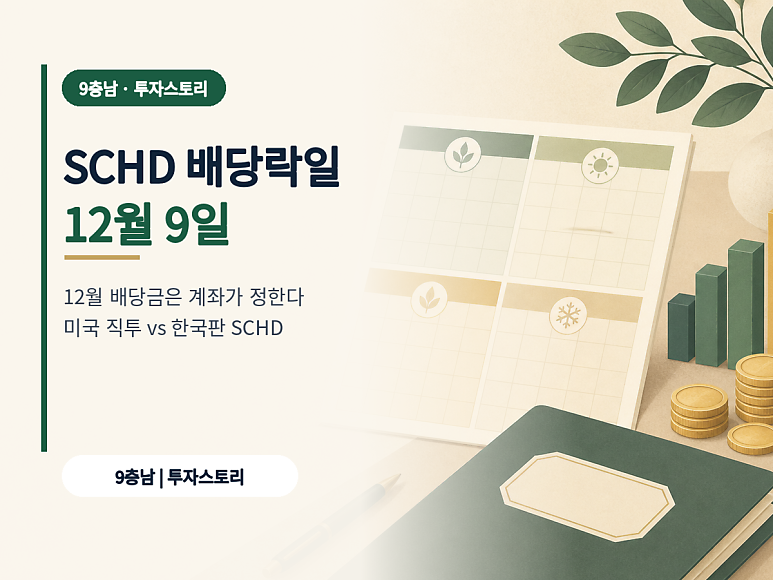 9층남 · 투자스토리
SCHD 배당락일
12월 9일
12월 배당금은 계좌가 정한다
미국 직투 vs 한국판 SCHD
9층남 | 투자스토리